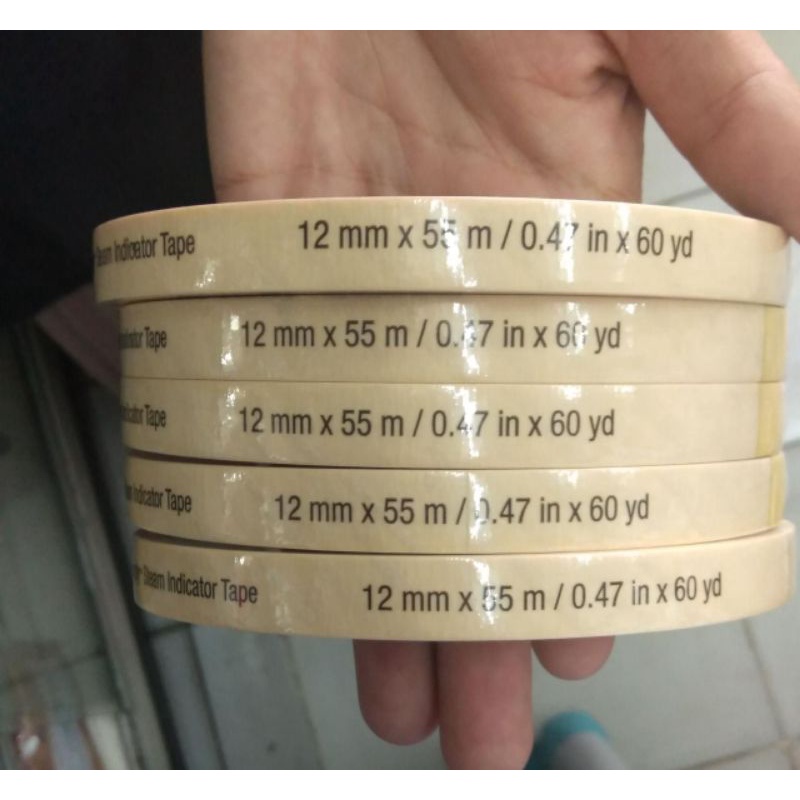 Steam Indicator Tape 12 mm x 55 m / 0.47 in x 60 yd
Indicator Tape 12 mm x 55 m / 0.47 in x 60 yd
Indicator Tape 12 mm x 55 m / 0.47 in x 60 yd
Indicator Tape 12 mm x 55 m / 0.47 in x 60 yd
Steam Indicator Tape 12 mm x 55 m / 0.47 in x 60 yd